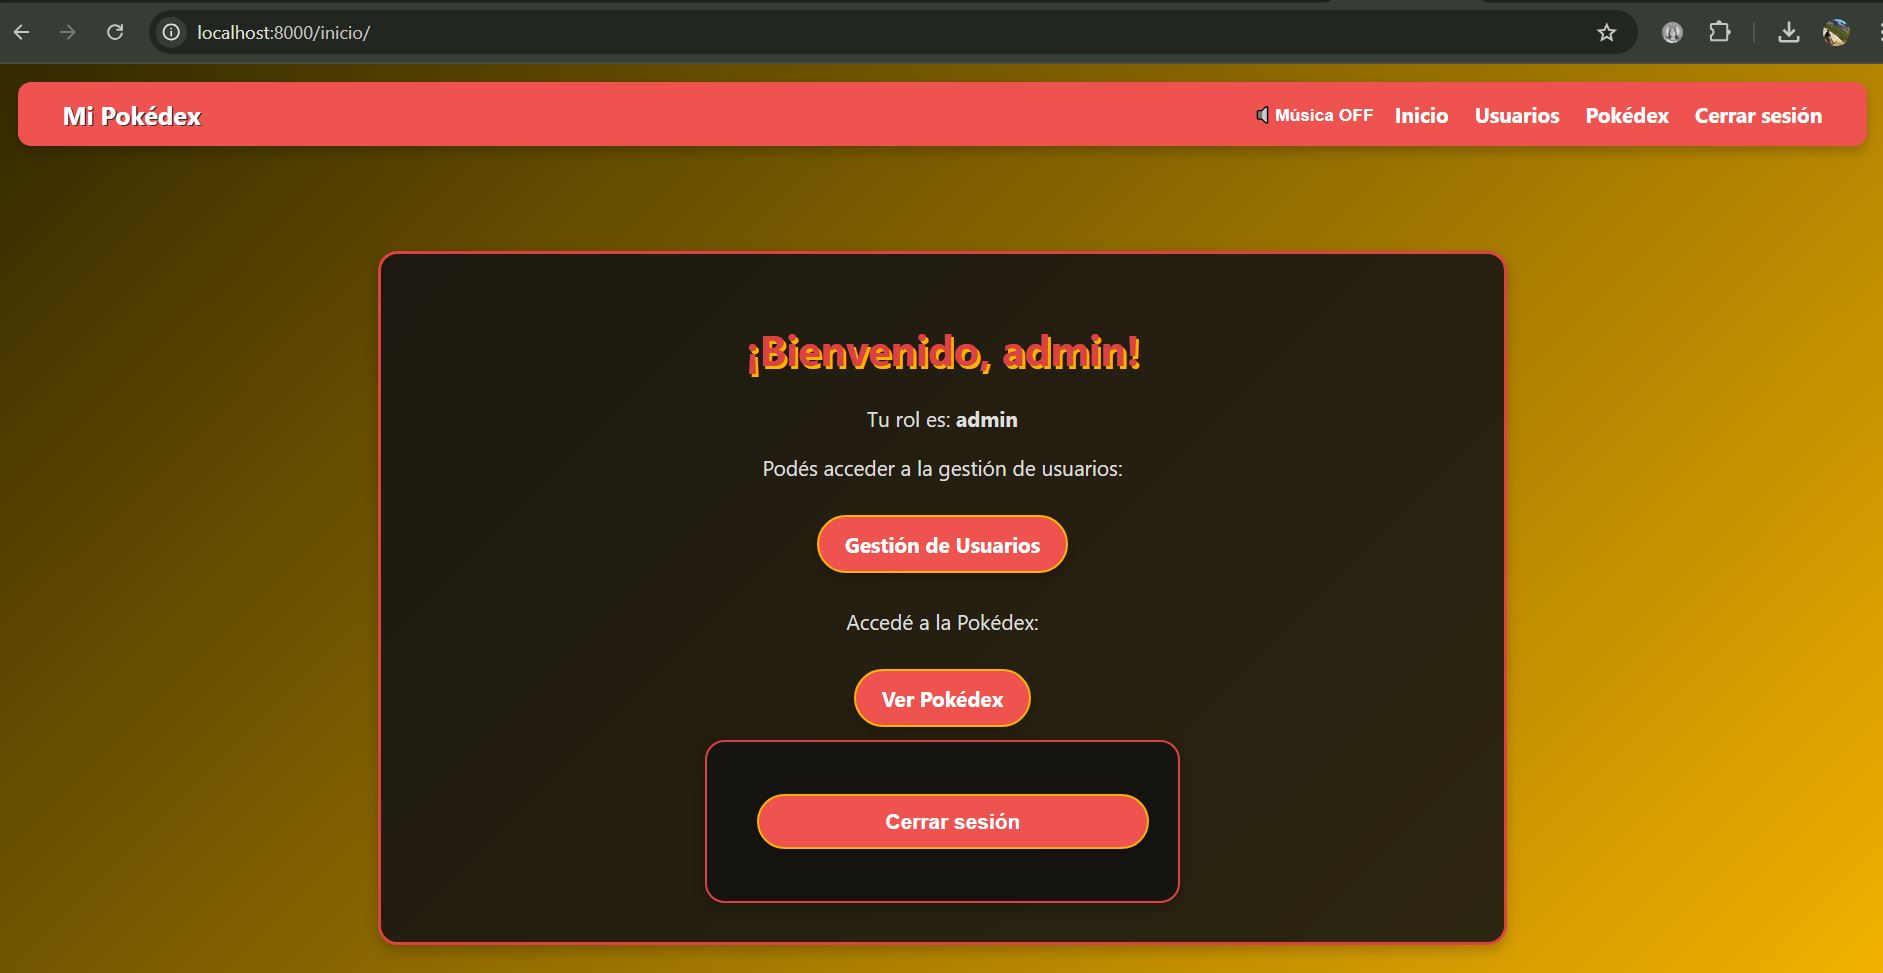 localhost:8000/inicio/
Mi Pokédex
Música OFF Inicio Usuarios Pokédex Cerrar sesión
¡Bienvenido, admin!
Tu rol es: admin
Podés acceder a la gestión de usuarios:
Gestión de Usuarios
Accedé a la Pokédex:
Ver Pokédex
Cerrar sesión